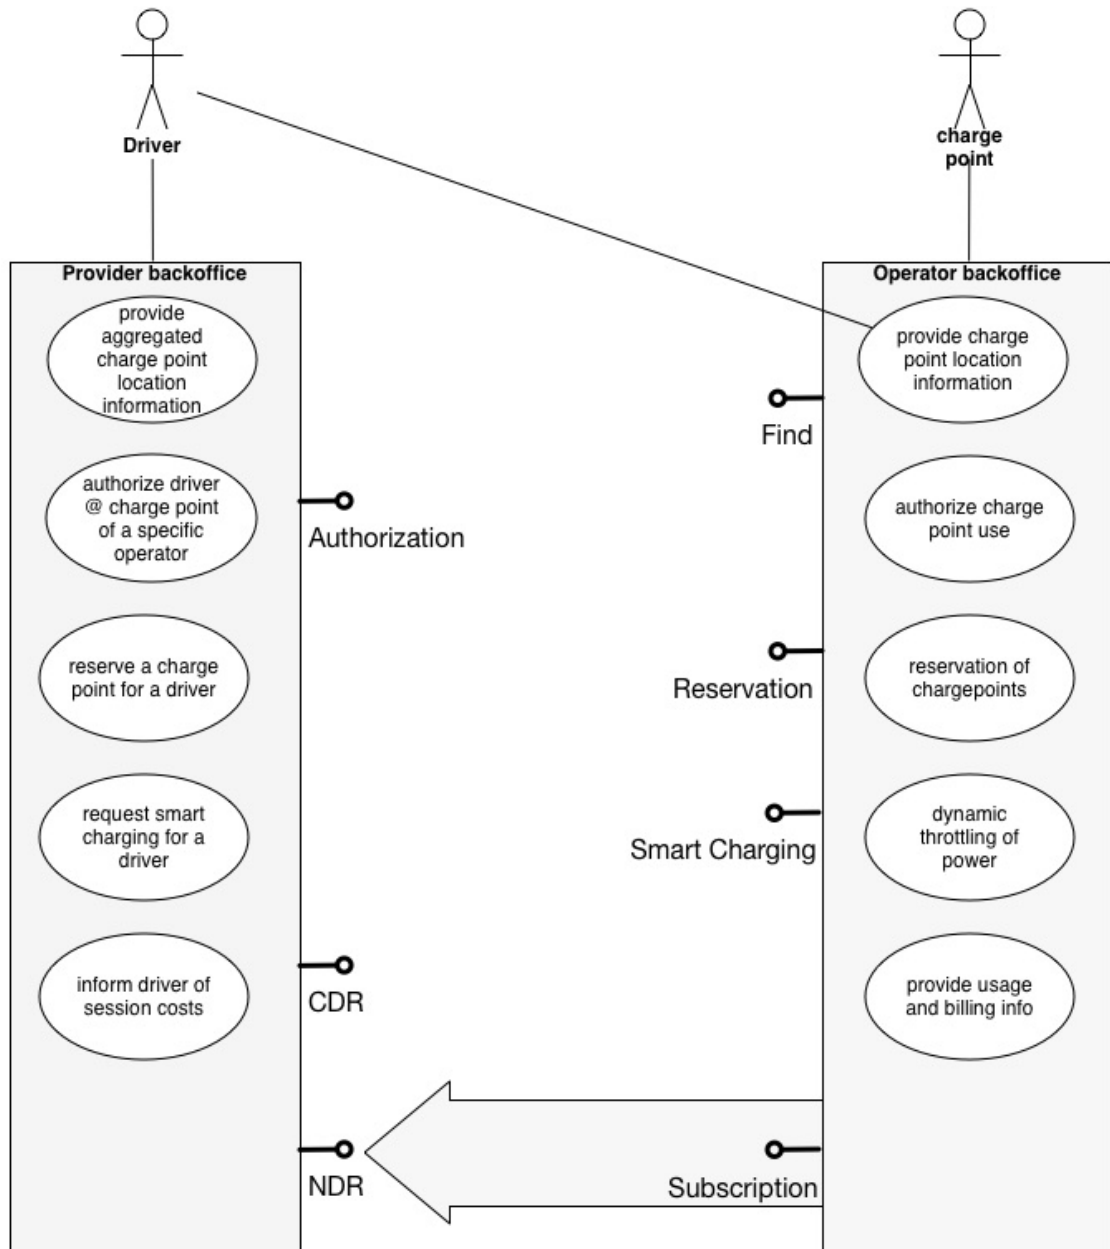 Driver
charge
point
Provider backoffice
provide
aggregated
charge point
location
information
authorize driver
@ charge point
of a specific
operator
reserve a charge
point for a driver
request smart
charging for a
driver
inform driver of
session costs
Authorization
CDR
NDR
Find
Reservation
Smart Charging
Subscription
Operator backoffice
provide charge
point location
information
authorize charge
point use
reservation of
chargepoints
dynamic
throttling of
power
provide usage
and billing info